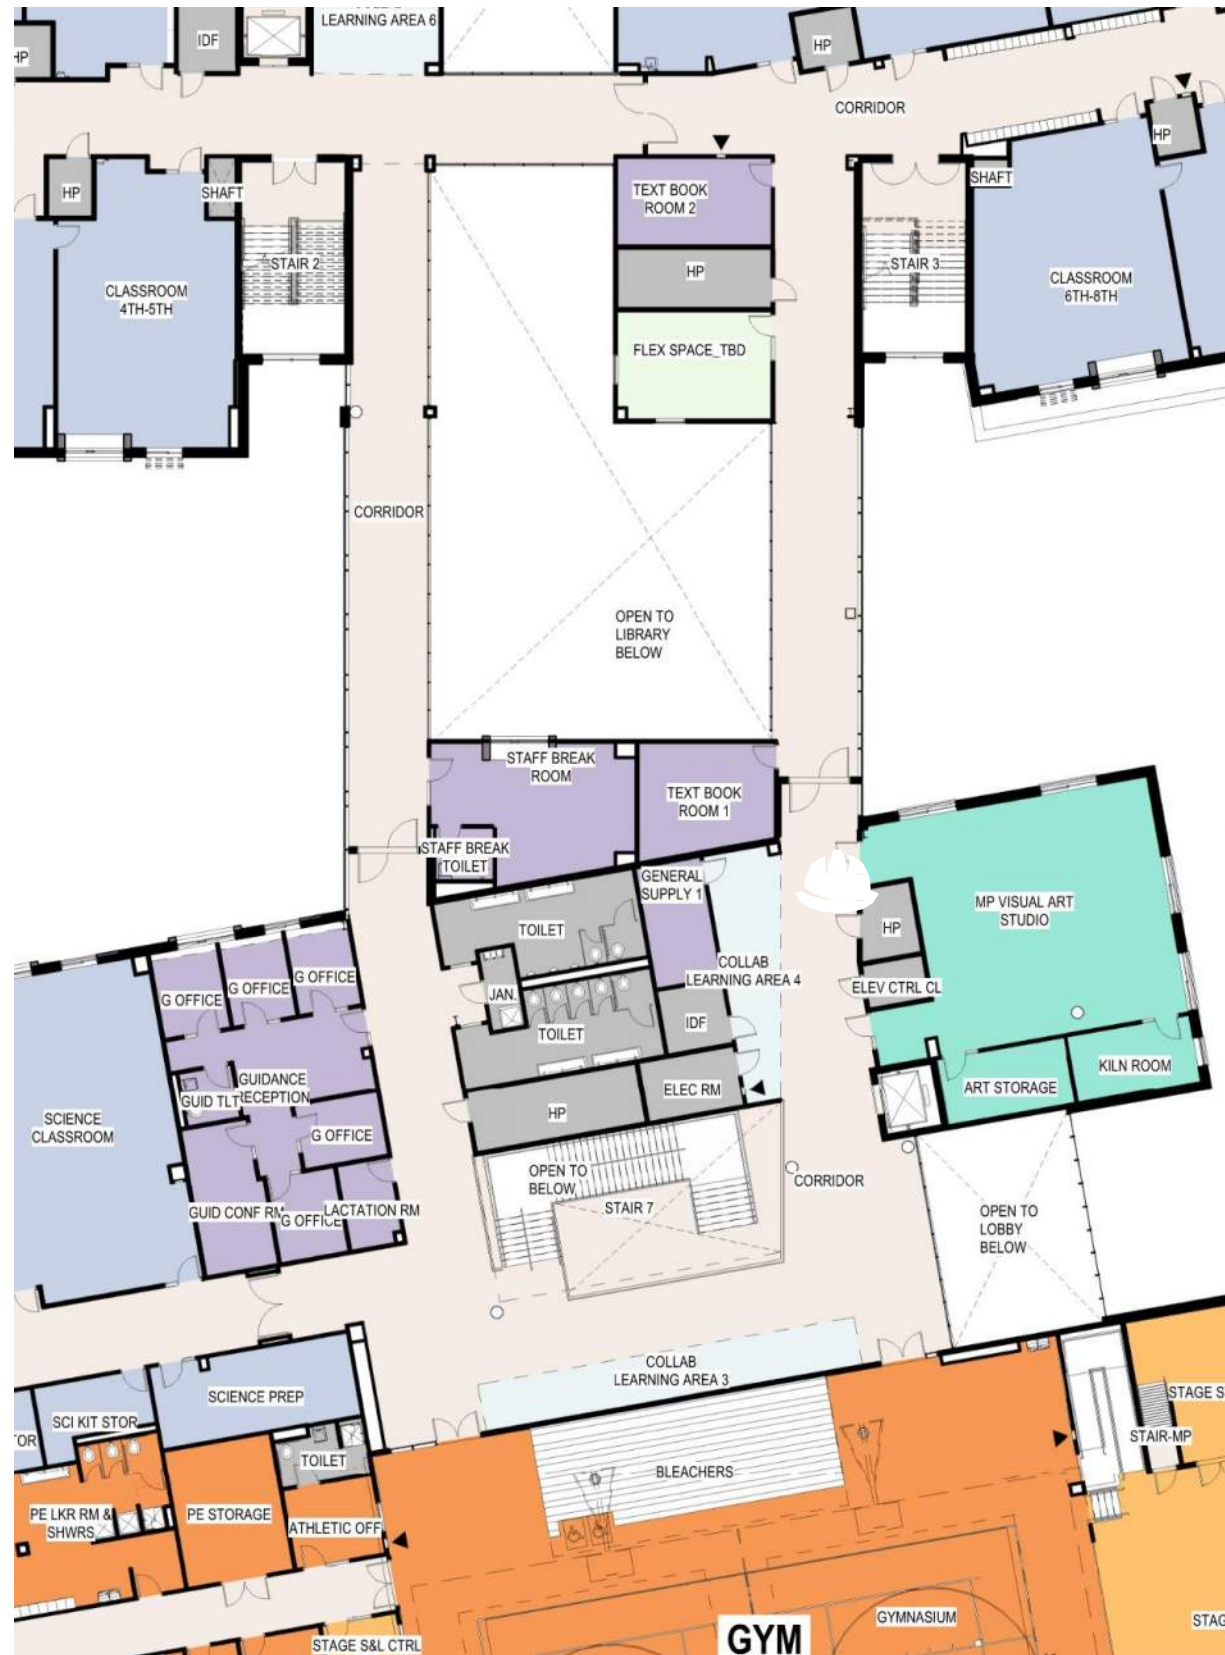 LEARNING AREA 6
HP
IDF
HP
CORRIDOR
HP
HP
SHAFT
TEXT BOOK
ROOM 2
SHAFT
STAIR 2
HP
STAIR 3
CLASSROOM
4TH-5TH
CLASSROOM
6TH-8TH
FLEX SPACE_TBD
CORRIDOR
OPEN TO
LIBRARY
BELOW
STAFF BREAK
ROOM
TEXT BOOK
ROOM 1
STAFF BREAK
TOILET
GENERAL
SUPPLY 1
MP VISUAL ART
STUDIO
TOILET
HP
COLLAB
LEARNING AREA 4
G OFFICE
G OFFICE
G OFFICE
JAN.
ELEV CTRL CL
IDF
TOILET
KILN ROOM
GUIDANCE
RECEPTION
GUID TLT
ELEC RM
ART STORAGE
SCIENCE
CLASSROOM
HP
G OFFICE
OPEN TO
BELOW
CORRIDOR
STAIR 7
GUID CONF RM
G OFFICE
LACTATION RM
OPEN TO
LOBBY
BELOW
COLLAB
LEARNING AREA 3
SCIENCE PREP
STAGE S
SCI KIT STOR
TOR
STAIR-MP
TOILET
BLEACHERS
PE LKR RM &
SHWRS
PE STORAGE
ATHLETIC OFF
GYMNASIUM
STAG
GYM
STAGE S&L CTRL